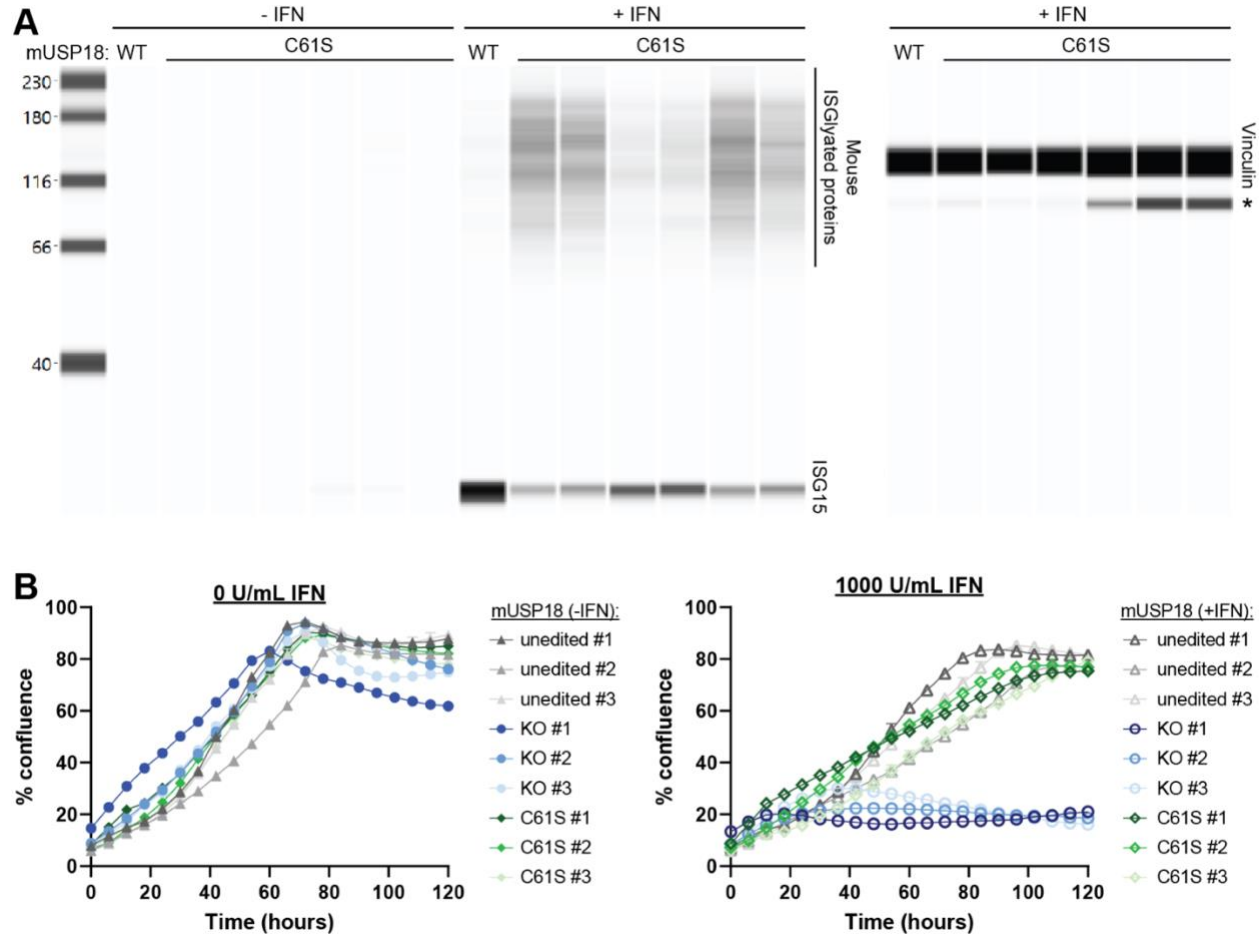 A
- IFN
+ IFN
+ IFN
mUSP18: WT
C61S
WT
C61S
WT
C61S
230
180
116
66
40
Mouse
ISGlyated proteins
ISG15
Vinculin
*
B
0 U/mL IFN
100
80
60
40
20
0
% confluence
0 20 40 60 80 100 120
Time (hours)
mUSP18 (-IFN):
unedited #1
unedited #2
unedited #3
KO #1
KO #2
KO #3
C61S #1
C61S #2
C61S #3
1000 U/mL IFN
100
80
60
40
20
0
% confluence
0 20 40 60 80 100 120
Time (hours)
mUSP18 (+IFN):
unedited #1
unedited #2
unedited #3
KO #1
KO #2
KO #3
C61S #1
C61S #2
C61S #3